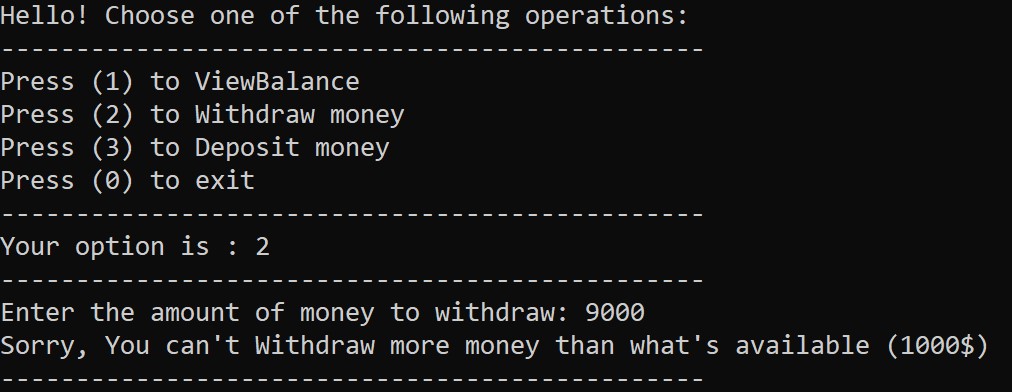 Hello! Choose one of the following operations:
-----------------------------------------------
Press (1) to ViewBalance
Press (2) to Withdraw money
Press (3) to Deposit money
Press (0) to exit
-----------------------------------------------
Your option is : 2
-----------------------------------------------
Enter the amount of money to withdraw: 9000
Sorry, You can't Withdraw more money than what's available (1000$)
-----------------------------------------------